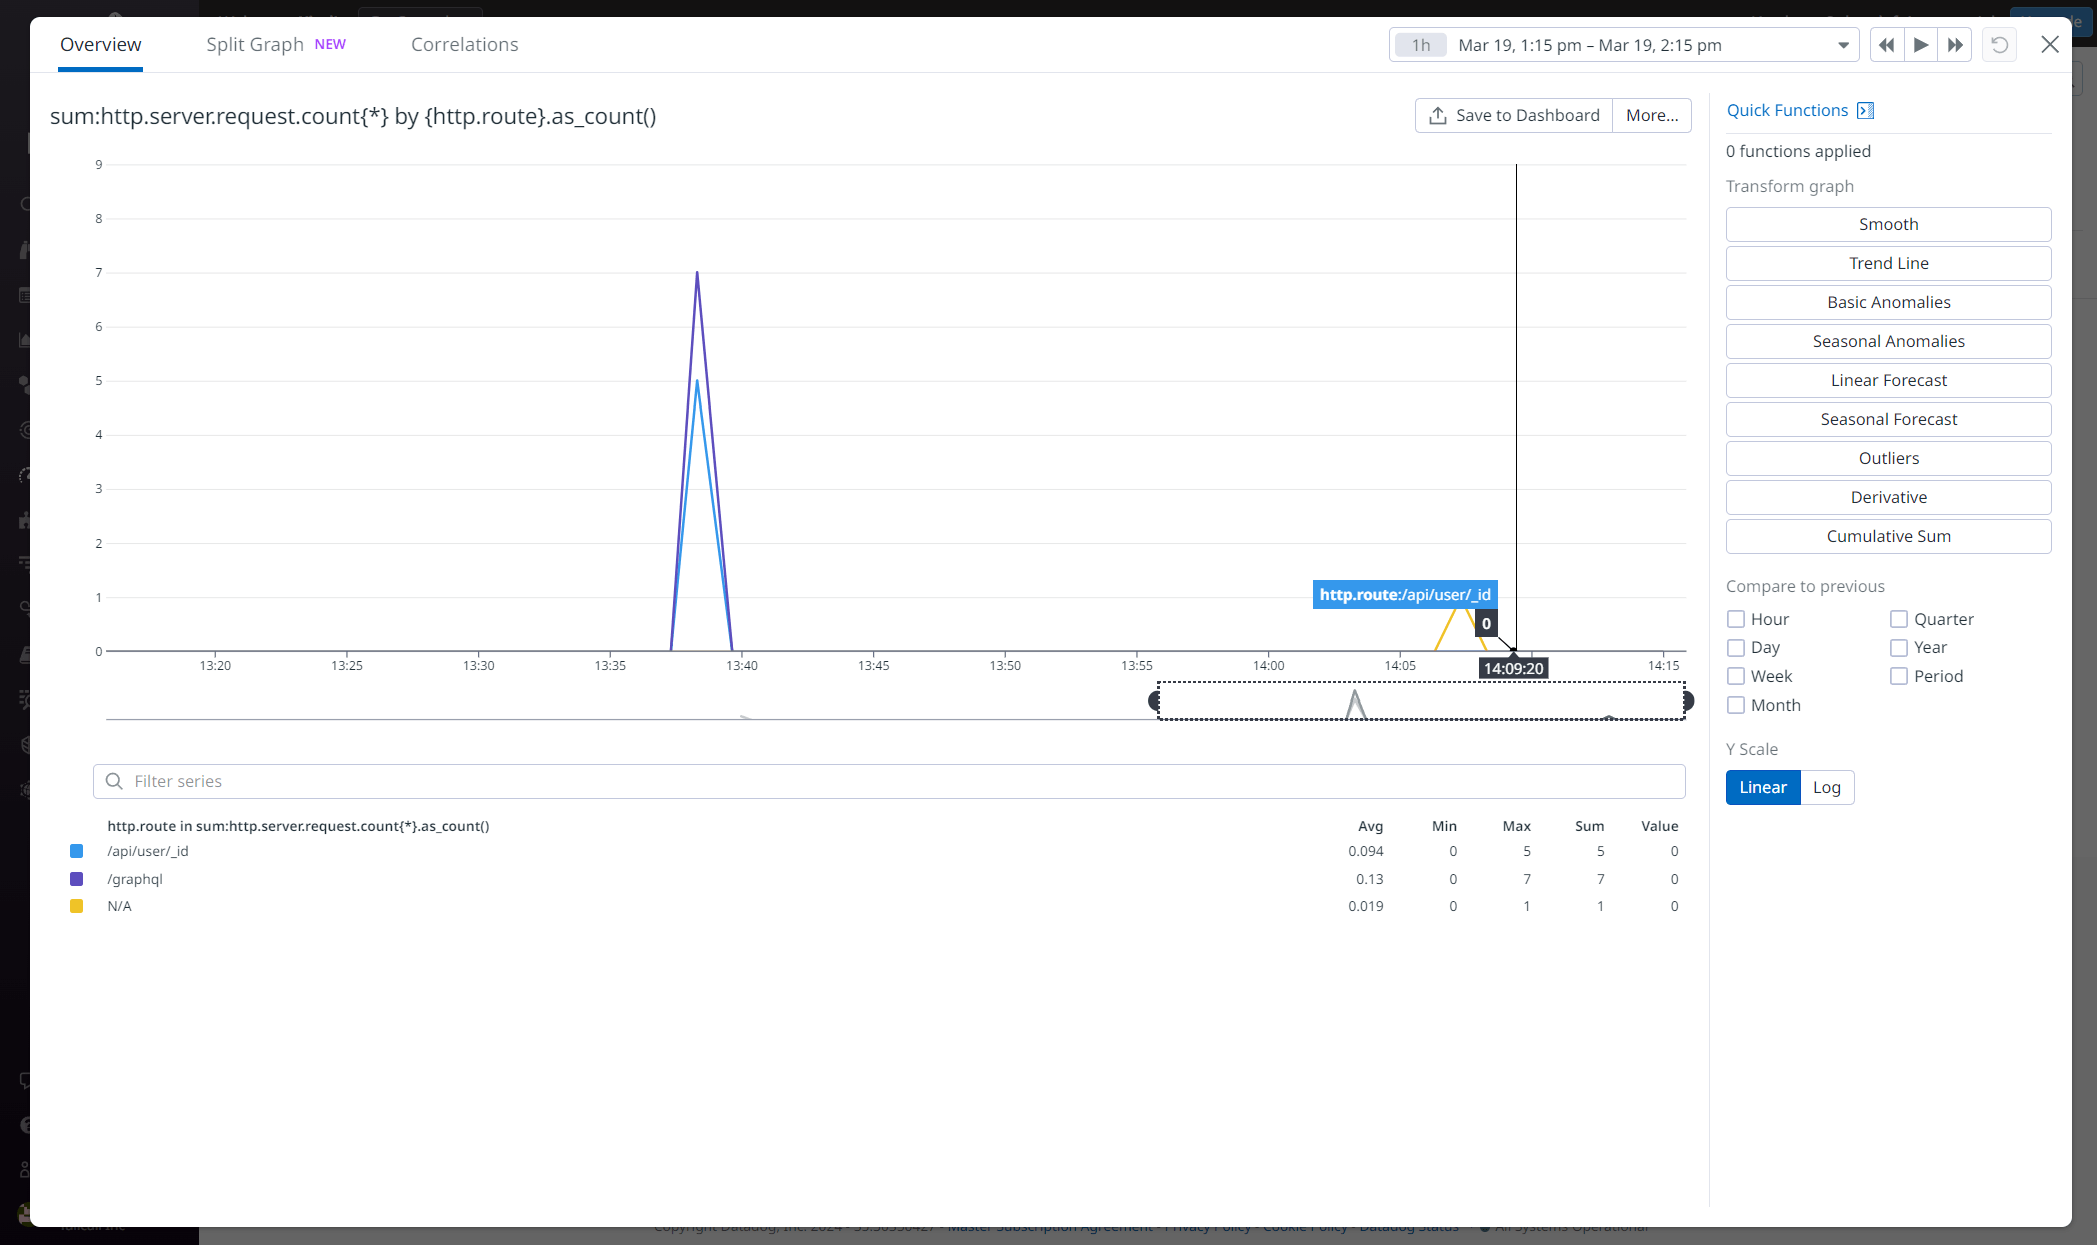 Overview
Split Graph NEW
Correlations
1h Mar 19, 1:15 pm – Mar 19, 2:15 pm
sum:http.server.request.count{*} by {http.route}.as_count()
Save to Dashboard
More...
9
8
7
6
5
4
3
2
1
0
http.route:/api/user/_id
0
13:20 13:25 13:30 13:35 13:40 13:45 13:50 13:55 14:00 14:05 14:15
14:09:20
Filter series
http.route in sum:http.server.request.count{*}.as_count() Avg Min Max Sum Value
/api/user/_id 0.094 0 5 5 0
/graphql 0.13 0 7 7 0
N/A 0.019 0 1 1 0
Quick Functions
0 functions applied
Transform graph
Smooth
Trend Line
Basic Anomalies
Seasonal Anomalies
Linear Forecast
Seasonal Forecast
Outliers
Derivative
Cumulative Sum
Compare to previous
Hour Quarter
Day Year
Week Period
Month
Y Scale
Linear Log